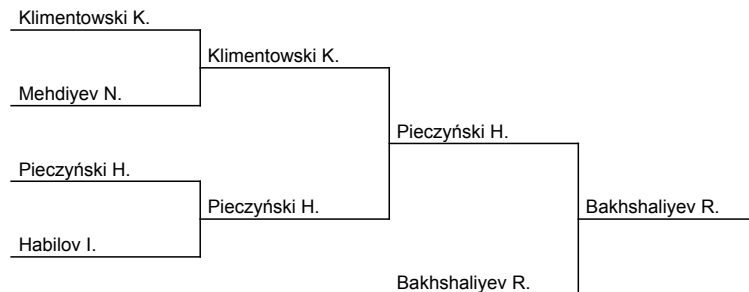 Klimentowski K.
Klimentowski K.
Mehdiyev N.
Pieczyński H.
Pieczyński H.
Pieczyński H.
Bakhshaliyev R.
Habilov I.
Bakhshaliyev R.